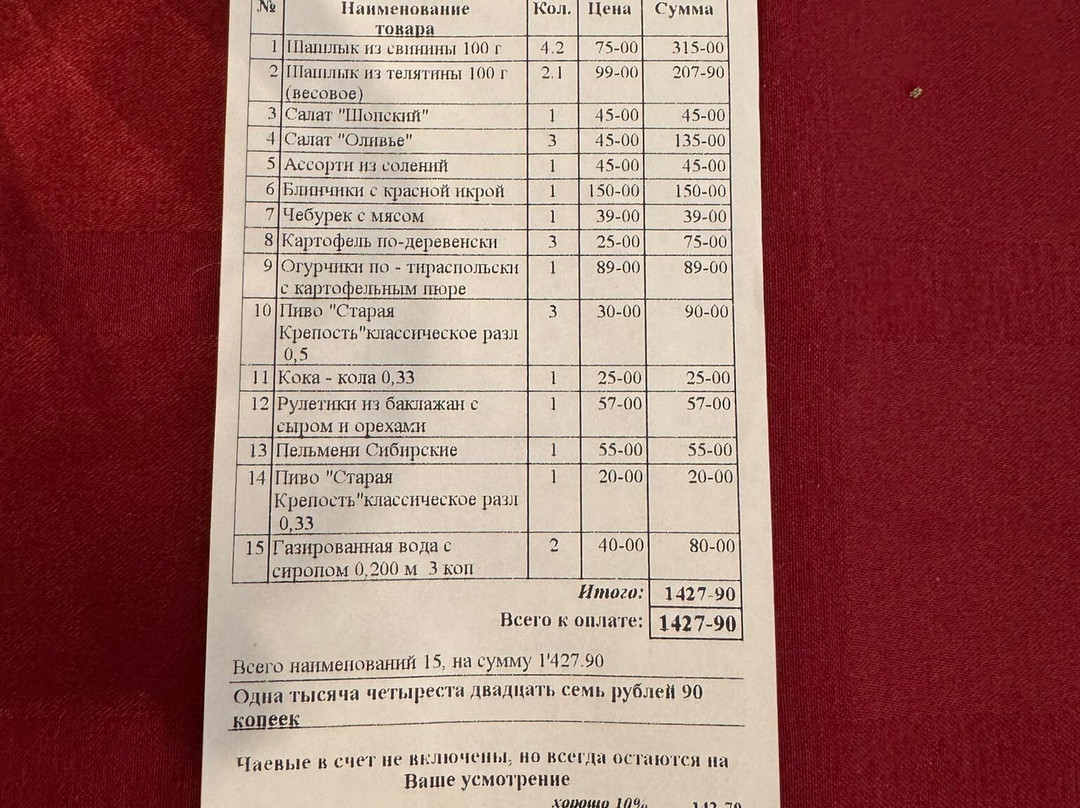 № Наименование Кол. Цена Сумма
товара
1 Шашлык из свинины 100 г 4.2 75-00 315-00
2 Шашлык из телятины 100 г 2.1 99-00 207-90
(весовое)
3 Салат "Шопский" 1 45-00 45-00
4 Салат "Оливье" 3 45-00 135-00
5 Ассорти из солений 1 45-00 45-00
6 Блинчики с красной икрой 1 150-00 150-00
7 Чебурек с мясом 1 39-00 39-00
8 Картофель по-деревенски 3 25-00 75-00
9 Огурчики по - тираспольски 1 89-00 89-00
с картофельным пюре
10 Пиво "Старая 3 30-00 90-00
Крепость"классическое разл
0,5
11 Кока - кола 0,33 1 25-00 25-00
12 Рулетики из баклажан с 1 57-00 57-00
сыром и орехами
13 Пельмени Сибирские 1 55-00 55-00
14 Пиво "Старая 1 20-00 20-00
Крепость"классическое разл
0,33
15 Газированная вода с 2 40-00 80-00
сиропом 0,200 м 3 коп
Итого: 1427-90
Всего к оплате: 1427-90
Всего наименований 15, на сумму 1'427.90
Одна тысяча четыреста двадцать семь рублей 90
копеек
Чаевые в счет не включены, но всегда остаются на
Ваше усмотрение
хорошо 10% 142-79